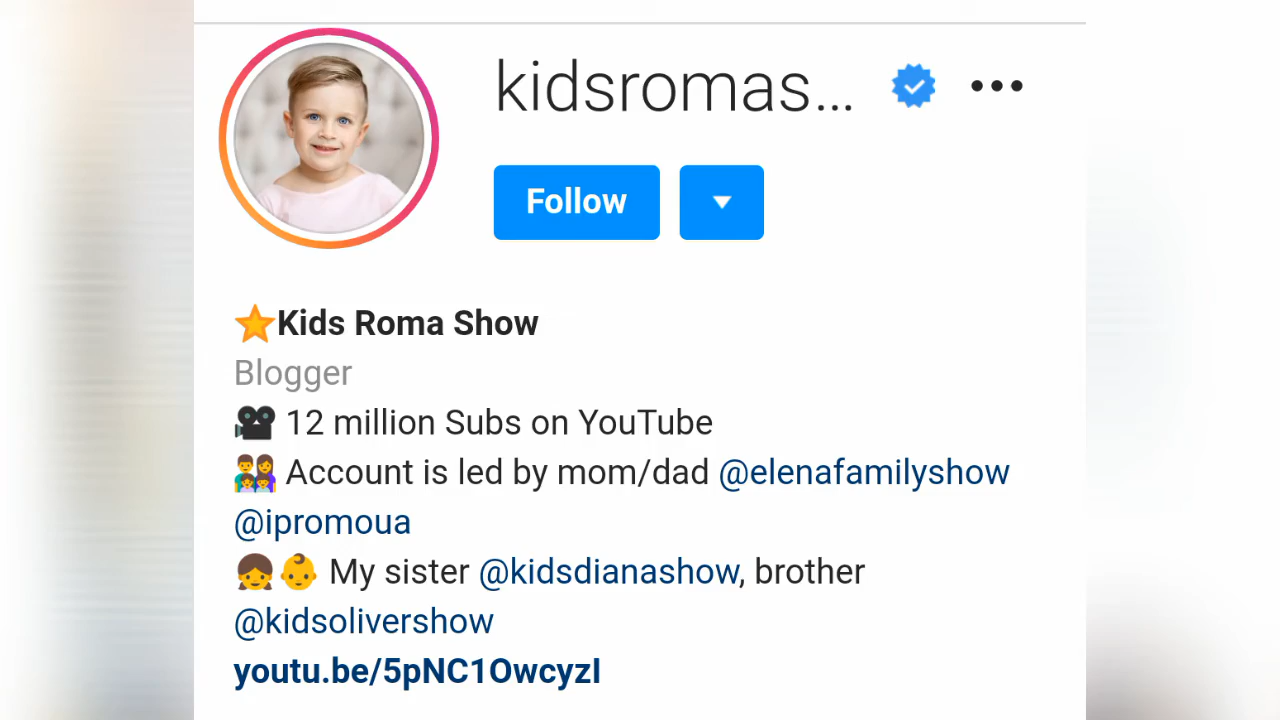 kidsromas...
Follow
⭐Kids Roma Show
Blogger
🎥 12 million Subs on YouTube
👨‍👩‍👧‍👦 Account is led by mom/dad @elenafamilyshow
@ipromoua
👧👶 My sister @kidsdianashow, brother
@kidsolivershow
youtu.be/5pNC1OwcyzI